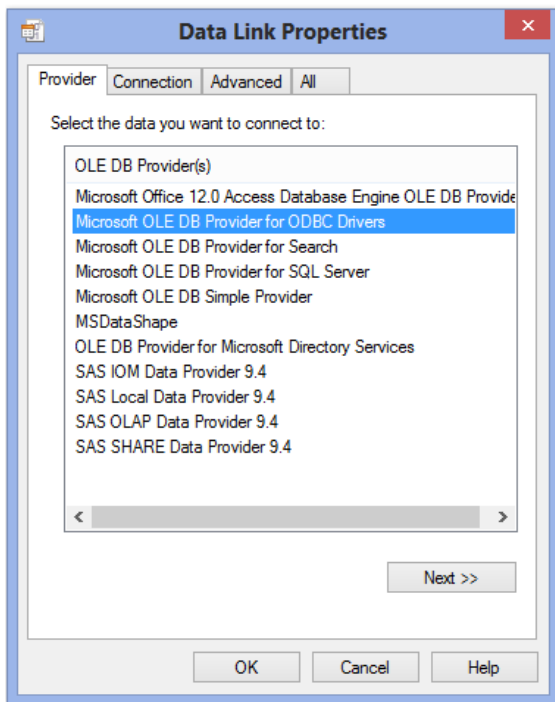 Data Link Properties
Provider
Connection
Advanced
All
Select the data you want to connect to:
OLE DB Provider(s)
Microsoft Office 12.0 Access Database Engine OLE DB Provide
Microsoft OLE DB Provider for ODBC Drivers
Microsoft OLE DB Provider for Search
Microsoft OLE DB Provider for SQL Server
Microsoft OLE DB Simple Provider
MSDataShape
OLE DB Provider for Microsoft Directory Services
SAS IOM Data Provider 9.4
SAS Local Data Provider 9.4
SAS OLAP Data Provider 9.4
SAS SHARE Data Provider 9.4
Next >>
OK
Cancel
Help